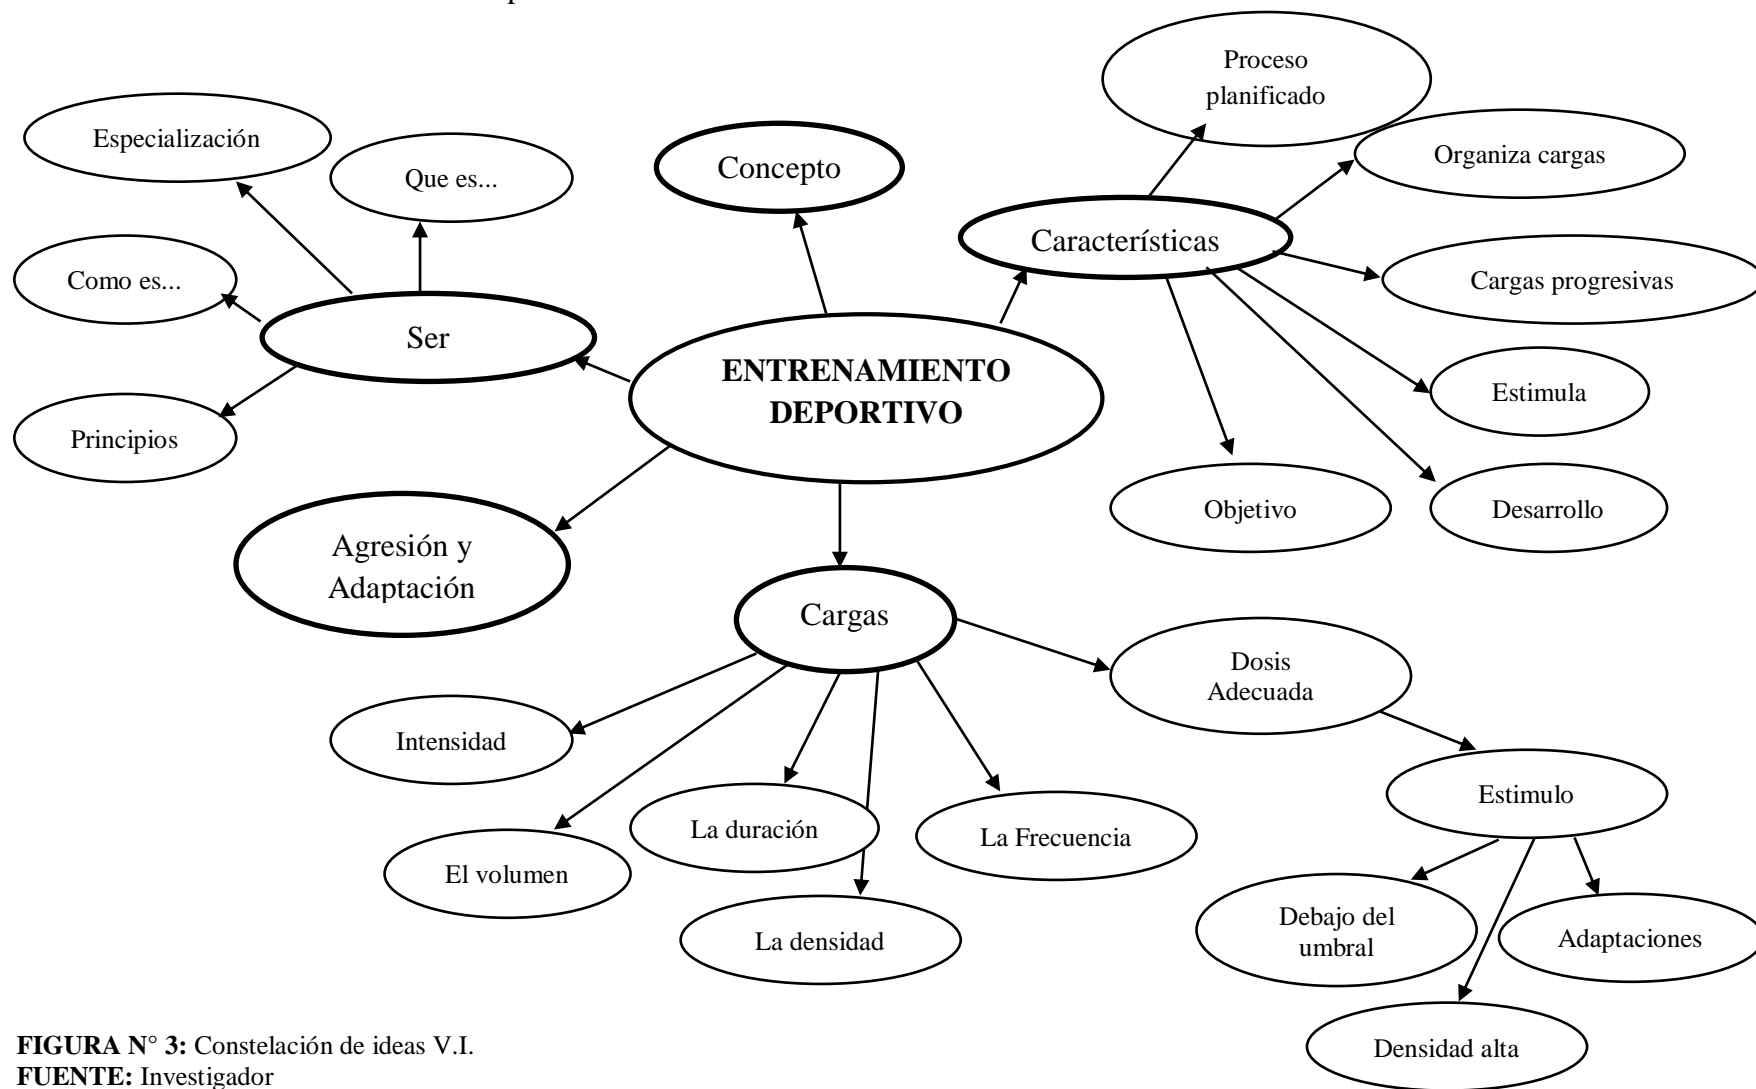 Proceso
planificado
Especialización
Organiza cargas
Que es...
Concepto
Características
Como es...
Cargas progresivas
Ser
ENTRENAMIENTO
DEPORTIVO
Estimula
Principios
Objetivo
Desarrollo
Agresión y
Adaptación
Cargas
Dosis
Adecuada
Intensidad
Estimulo
La duración
La Frecuencia
El volumen
La densidad
Debajo del
umbral
Adaptaciones
Densidad alta
FIGURA N° 3: Constelación de ideas V.I.
FUENTE: Investigador